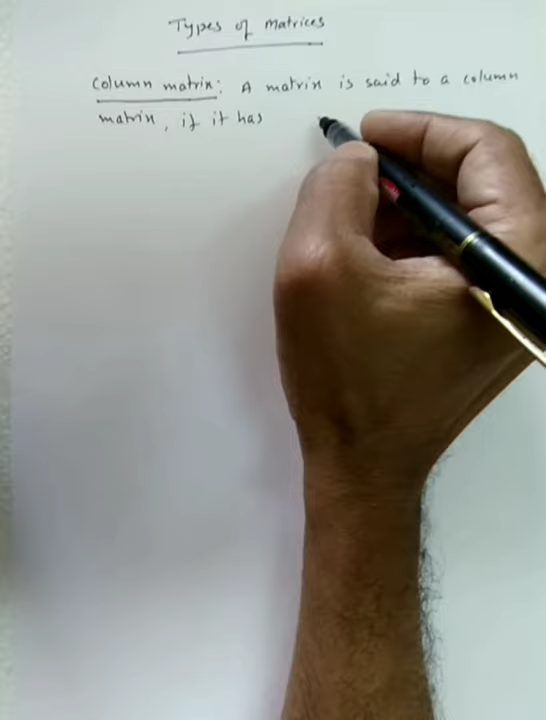 Types of Matrices
Column matrix: A matrix is said to a column
matrix, if it has